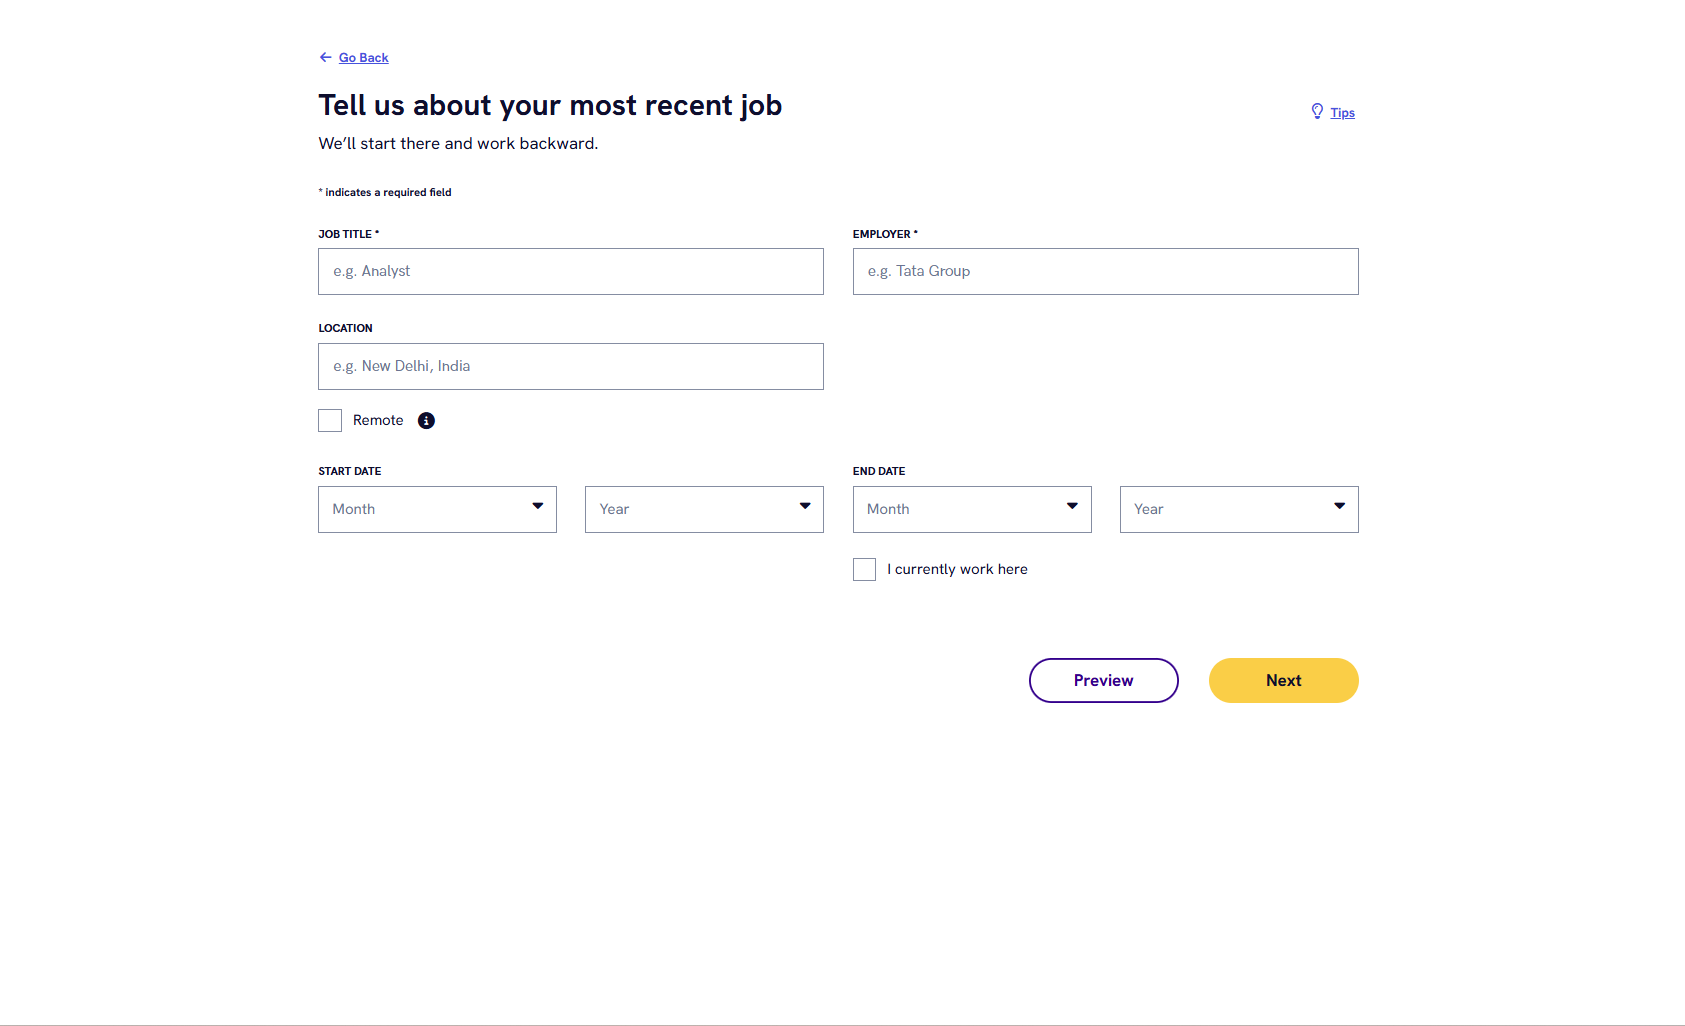 Go Back
Tell us about your most recent job
Tips
We’ll start there and work backward.
* indicates a required field
JOB TITLE *
EMPLOYER *
e.g. Analyst
e.g. Tata Group
LOCATION
e.g. New Delhi, India
Remote
START DATE
END DATE
Month
Year
Month
Year
I currently work here
Preview
Next